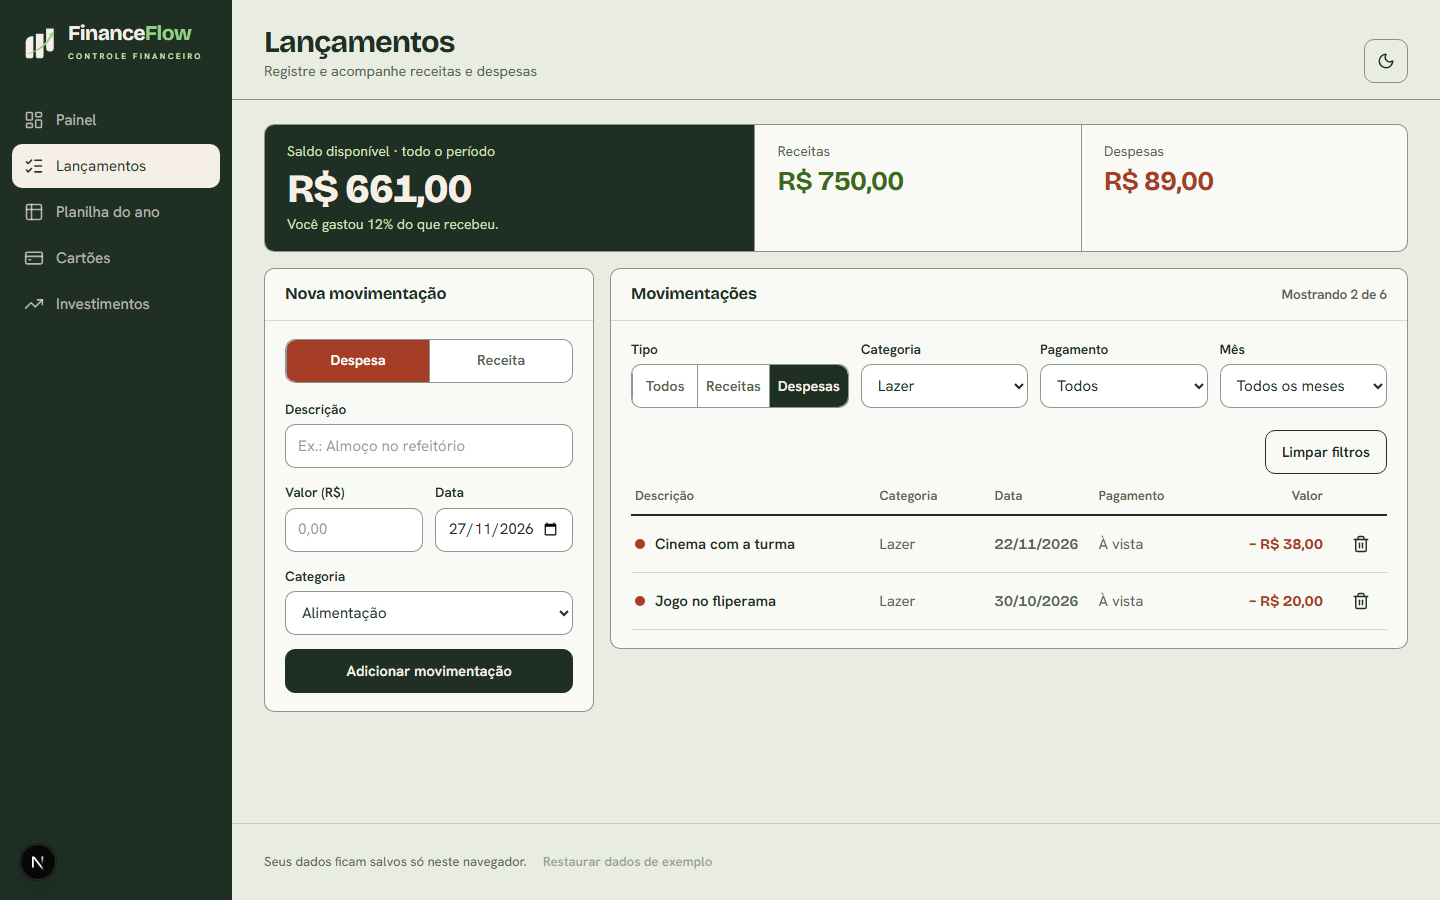 FinanceFlow
CONTROLE FINANCEIRO
Painel
Lançamentos
Planilha do ano
Cartões
Investimentos
N
Lançamentos
Registre e acompanhe receitas e despesas
Saldo disponível · todo o período
R$ 661,00
Você gastou 12% do que recebeu.
Receitas
R$ 750,00
Despesas
R$ 89,00
Nova movimentação
Despesa Receita
Descrição
Ex.: Almoço no refeitório
Valor (R$) Data
0,00 27/11/2026
Categoria
Alimentação
Adicionar movimentação
Movimentações Mostrando 2 de 6
Tipo Categoria Pagamento Mês
Todos Receitas Despesas Lazer Todos Todos os meses
Limpar filtros
Descrição Categoria Data Pagamento Valor
Cinema com a turma Lazer 22/11/2026 À vista − R$ 38,00
Jogo no fliperama Lazer 30/10/2026 À vista − R$ 20,00
Seus dados ficam salvos só neste navegador. Restaurar dados de exemplo